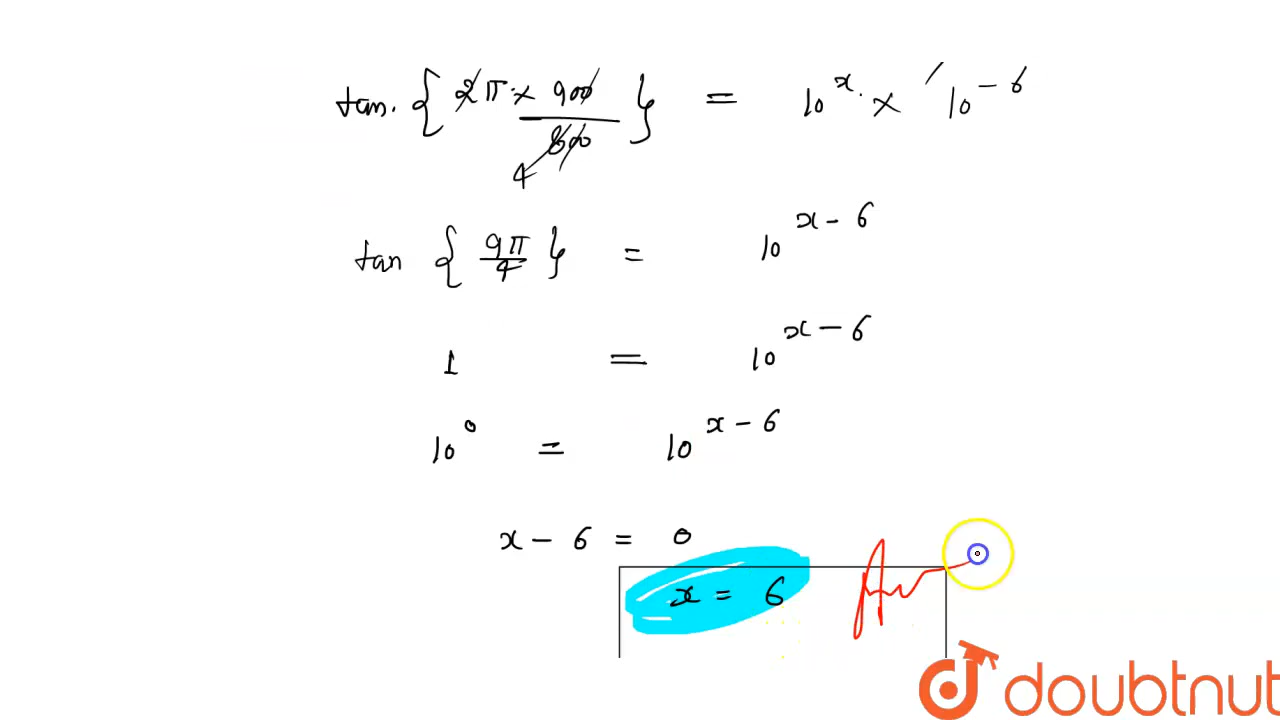 tan. { 2π × 900 / 800 } = 10^x × 10^-6
4
tan { 9π / 4 } = 10^x-6
1 = 10^x-6
10^0 = 10^x-6
x - 6 = 0
x = 6
doubtnut